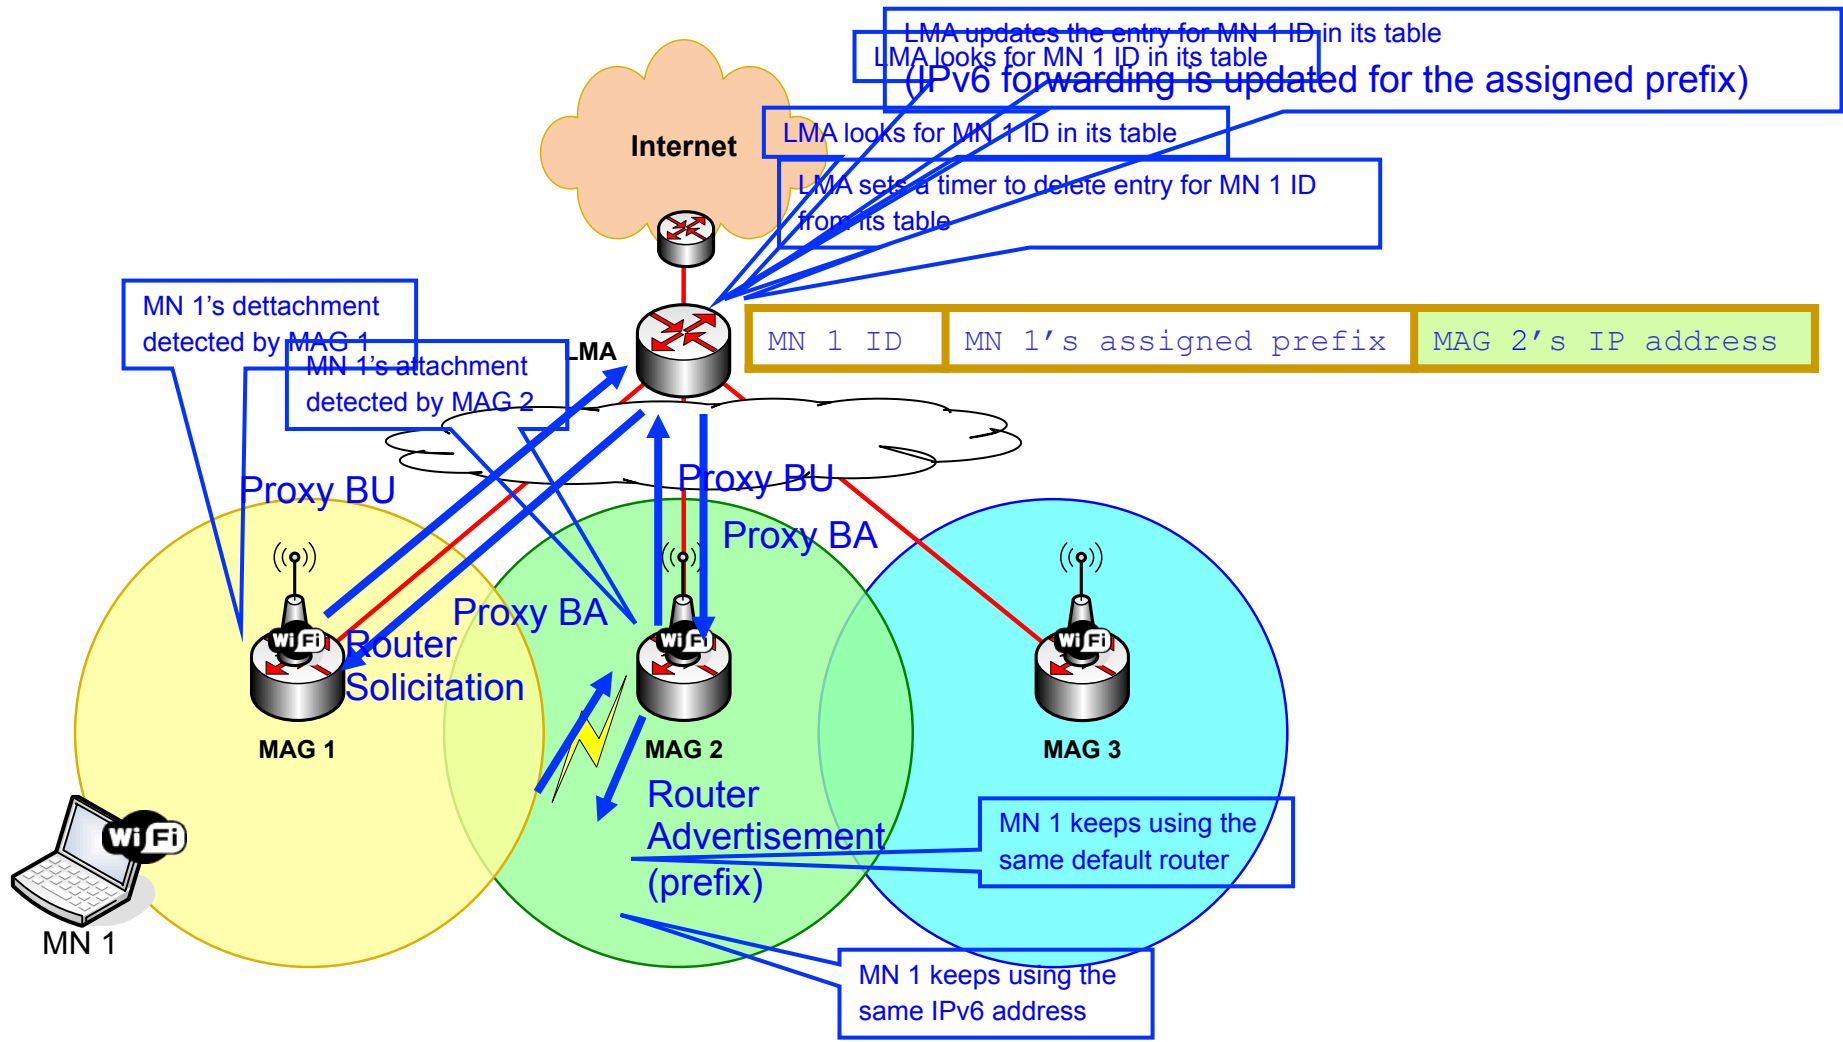 LMA updates the entry for MN 1 ID in its table
(IPv6 forwarding is updated for the assigned prefix)
LMA looks for MN 1 ID in its table
LMA looks for MN 1 ID in its table
LMA sets a timer to delete entry for MN 1 ID
from its table
Internet
MN 1's dettachment
detected by MAG 1
MN 1's attachment
detected by MAG 2
LMA
MN 1 ID
MN 1's assigned prefix
MAG 2's IP address
Proxy BU
Proxy BU
Proxy BA
Proxy BA
Router
Solicitation
WiFi
WiFi
WiFi
MAG 1
MAG 2
MAG 3
Router
Advertisement
(prefix)
MN 1 keeps using the
same default router
WiFi
MN 1
MN 1 keeps using the
same IPv6 address